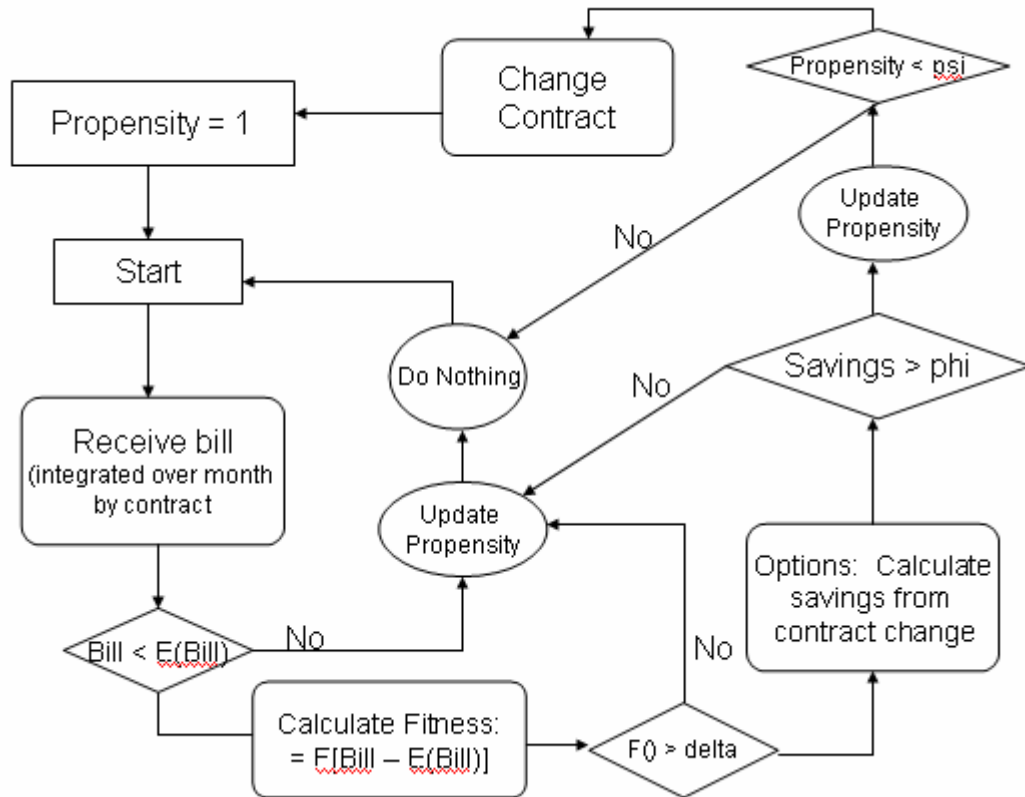 Propensity = 1
Change
Contract
Propensity < psi
Update
Propensity
No
Start
Do Nothing
Savings > phi
No
Receive bill
(integrated over month
by contract
Update
Propensity
Options: Calculate
savings from
contract change
Bill < E(Bill)
No
No
Calculate Fitness:
= F[Bill – E(Bill)]
F() > delta